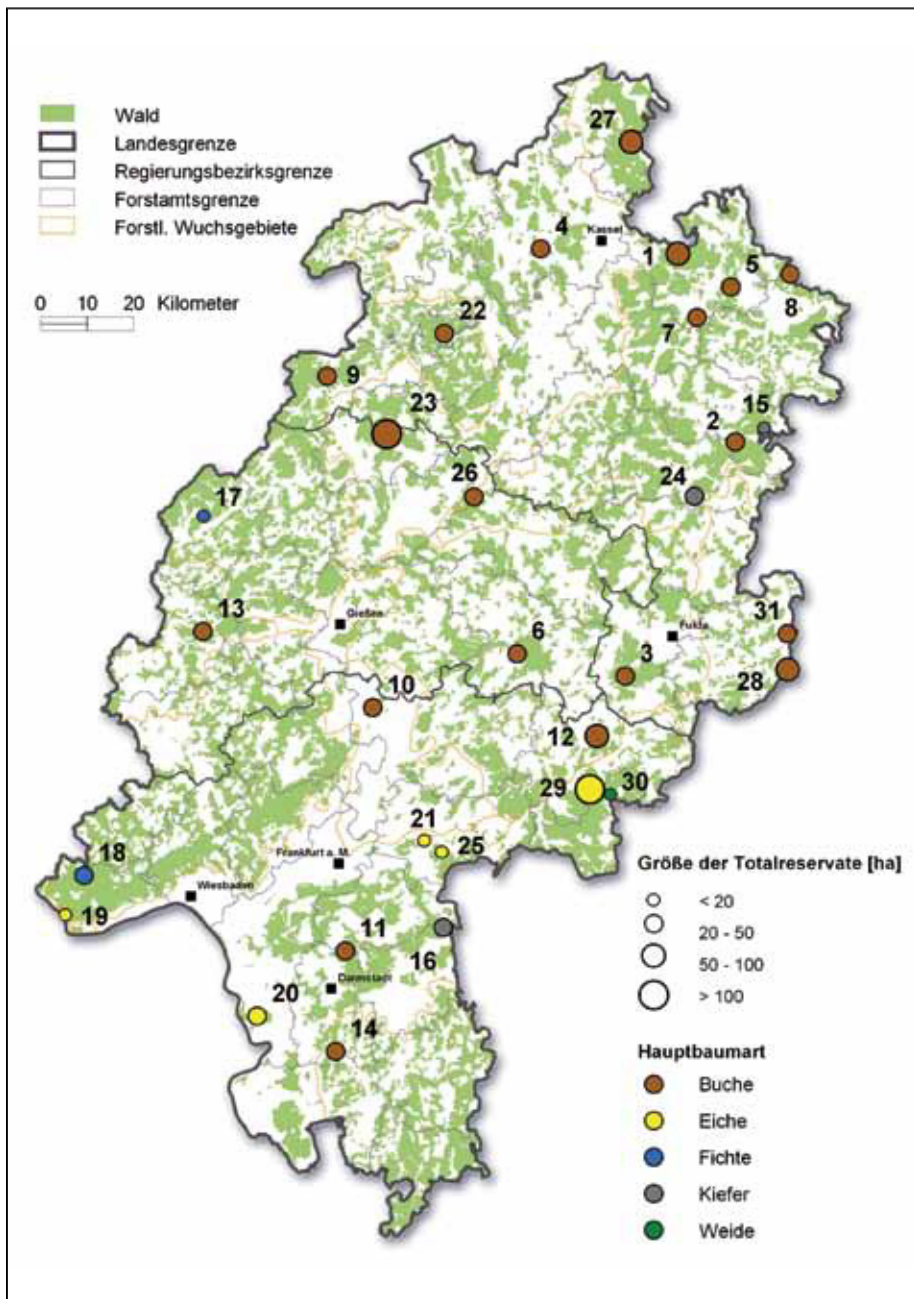 Wald
Landesgrenze
Regierungsbezirksgrenze
Forstamtsgrenze
Forstl. Wuchsgebiete
0 10 20 Kilometer
27
4
Kassel
1
5
8
7
22
9
23
15
2
26
24
17
13
Gießen
6
Fulda
31
3
28
10
12
29
30
21
25
Frankfurt a. M.
18
Wiesbaden
19
11
16
Darmstadt
20
14
Größe der Totalreservate [ha]
< 20
20 - 50
50 - 100
> 100
Hauptbaumart
Buche
Eiche
Fichte
Kiefer
Weide